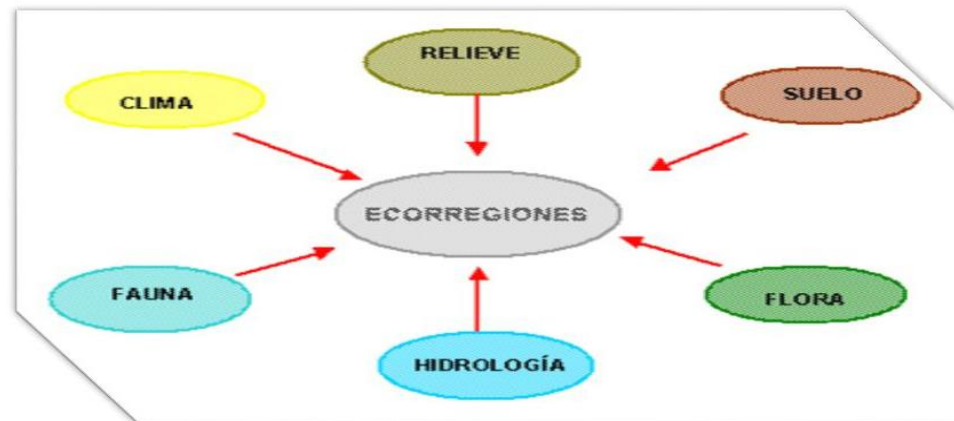 RELIEVE
CLIMA
SUELO
ECORREGIONES
FAUNA
FLORA
HIDROLOGÍA